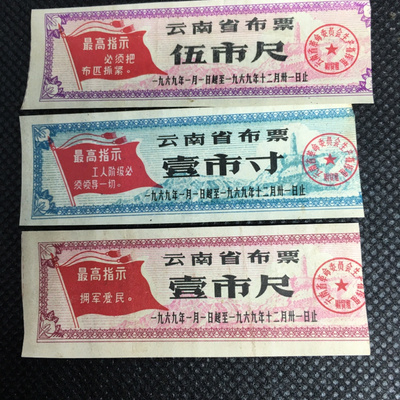 最高指示
必须把
布匹抓紧。
云南省布票
伍市尺
一九六九年一月一日起至一九六九年十二月卅一日止
最高指示
工人阶级必
须领导一切。
云南省布票
壹市寸
一九六九年一月一日起至一九六九年十二月卅一日止
最高指示
拥军爱民。
云南省布票
壹市尺
一九六九年一月一日起至一九六九年十二月卅一日止